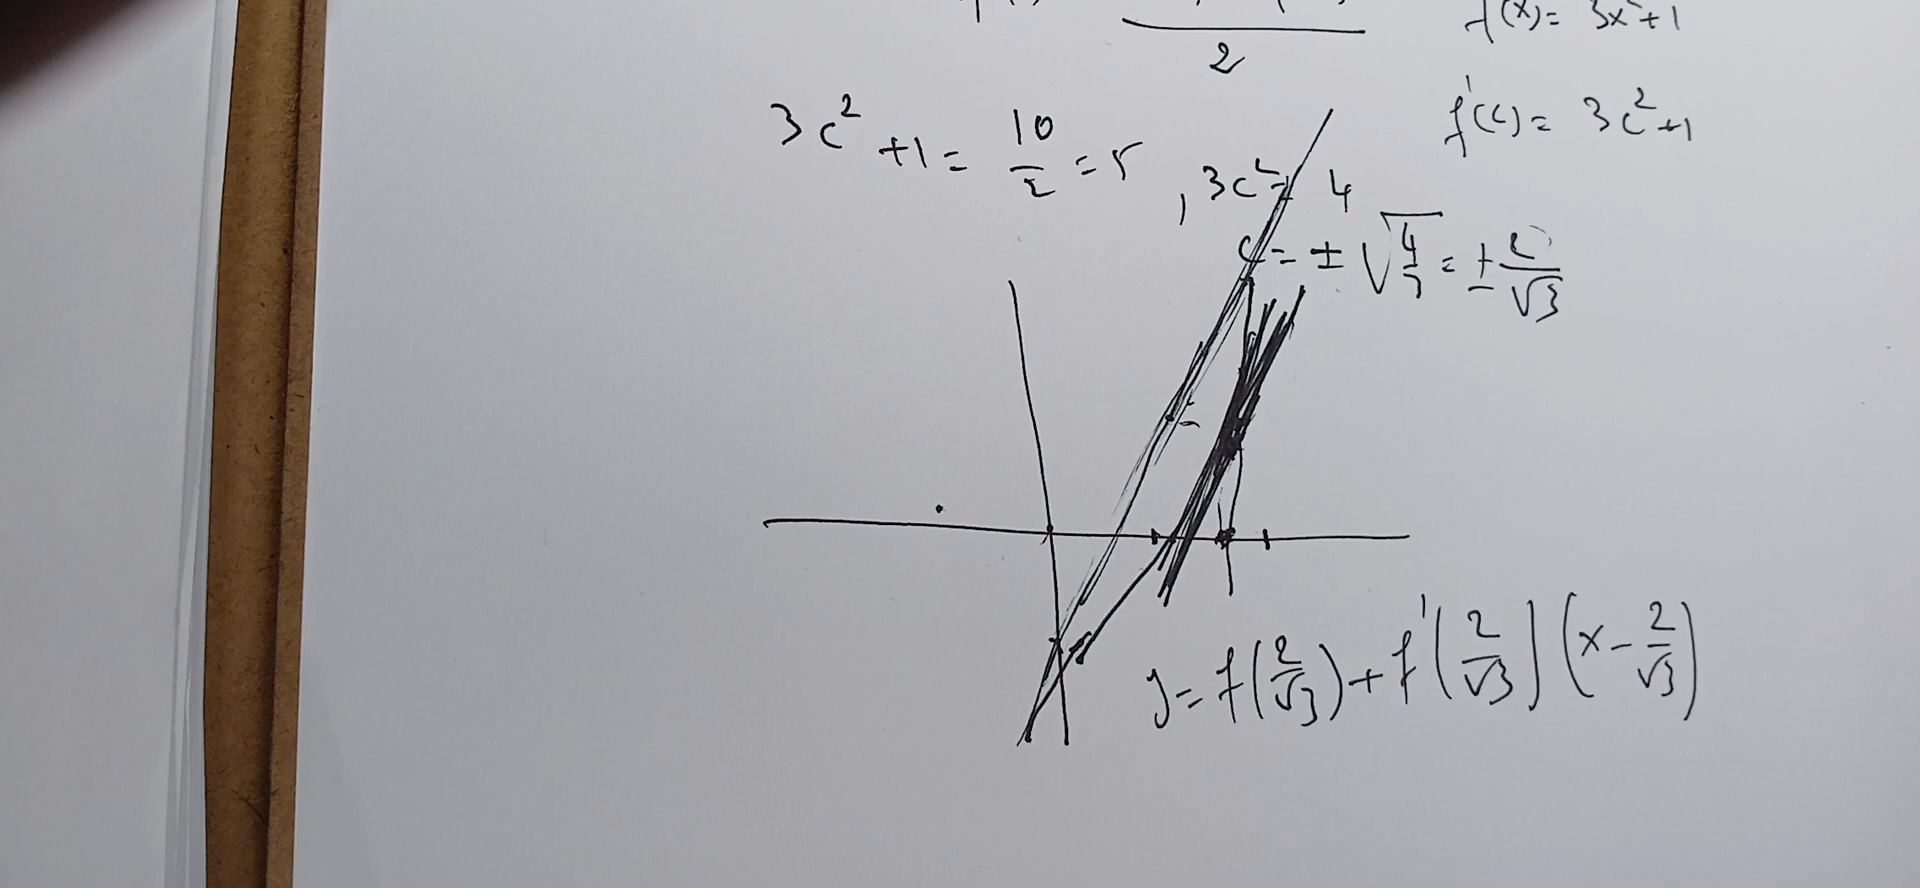 2
f'(x) = 3x²+1
3c² +1 = 10/2 = 5 , 3c² = 4
f'(c) = 3c²+1
c = ± √(4/3) = ± 2/√3
y = f(2/√3) + f'(2/√3) (x - 2/√3)